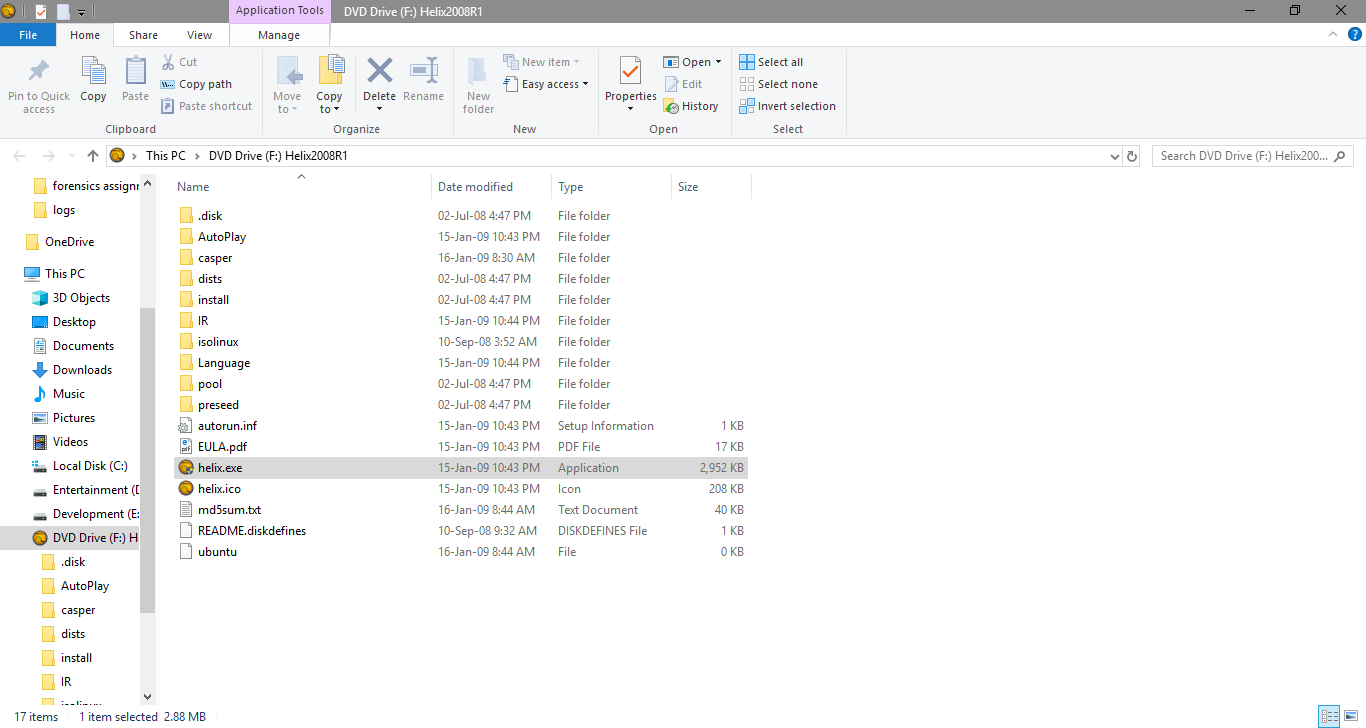 Application Tools
DVD Drive (F:) Helix2008R1
File
Home
Share
View
Manage
Pin to Quick access
Copy
Paste
Cut
Copy path
Paste shortcut
Clipboard
Move to
Copy to
Delete
Rename
Organize
New folder
New item
Easy access
New
Properties
Open
Edit
History
Open
Select all
Select none
Invert selection
Select
This PC
DVD Drive (F:) Helix2008R1
Search DVD Drive (F:) Helix200...
forensics assignr
logs
OneDrive
This PC
3D Objects
Desktop
Documents
Downloads
Music
Pictures
Videos
Local Disk (C:)
Entertainment (D
Development (E:
DVD Drive (F:) H
.disk
AutoPlay
casper
dists
install
IR
isolinux
Name Date modified Type Size
.disk 02-Jul-08 4:47 PM File folder
AutoPlay 15-Jan-09 10:43 PM File folder
casper 16-Jan-09 8:30 AM File folder
dists 02-Jul-08 4:47 PM File folder
install 02-Jul-08 4:47 PM File folder
IR 15-Jan-09 10:44 PM File folder
isolinux 10-Sep-08 3:52 AM File folder
Language 15-Jan-09 10:44 PM File folder
pool 02-Jul-08 4:47 PM File folder
preseed 02-Jul-08 4:47 PM File folder
autorun.inf 15-Jan-09 10:43 PM Setup Information 1 KB
EULA.pdf 15-Jan-09 10:43 PM PDF File 17 KB
helix.exe 15-Jan-09 10:43 PM Application 2,952 KB
helix.ico 15-Jan-09 10:43 PM Icon 208 KB
md5sum.txt 16-Jan-09 8:44 AM Text Document 40 KB
README.diskdefines 10-Sep-08 9:32 AM DISKDEFINES File 1 KB
ubuntu 16-Jan-09 8:44 AM File 0 KB
17 items 1 item selected 2.88 MB